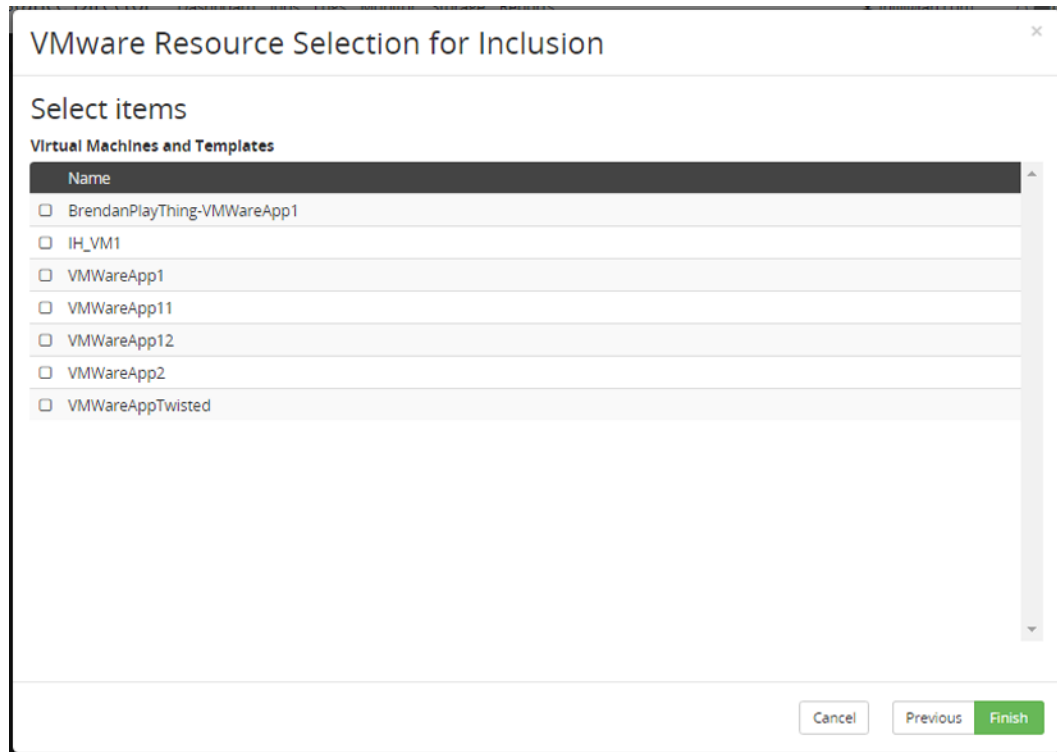 VMware Resource Selection for Inclusion
×
Select items
Virtual Machines and Templates
Name
BrendanPlayThing-VMWareApp1
IH_VM1
VMWareApp1
VMWareApp11
VMWareApp12
VMWareApp2
VMWareAppTwisted
Cancel Previous Finish